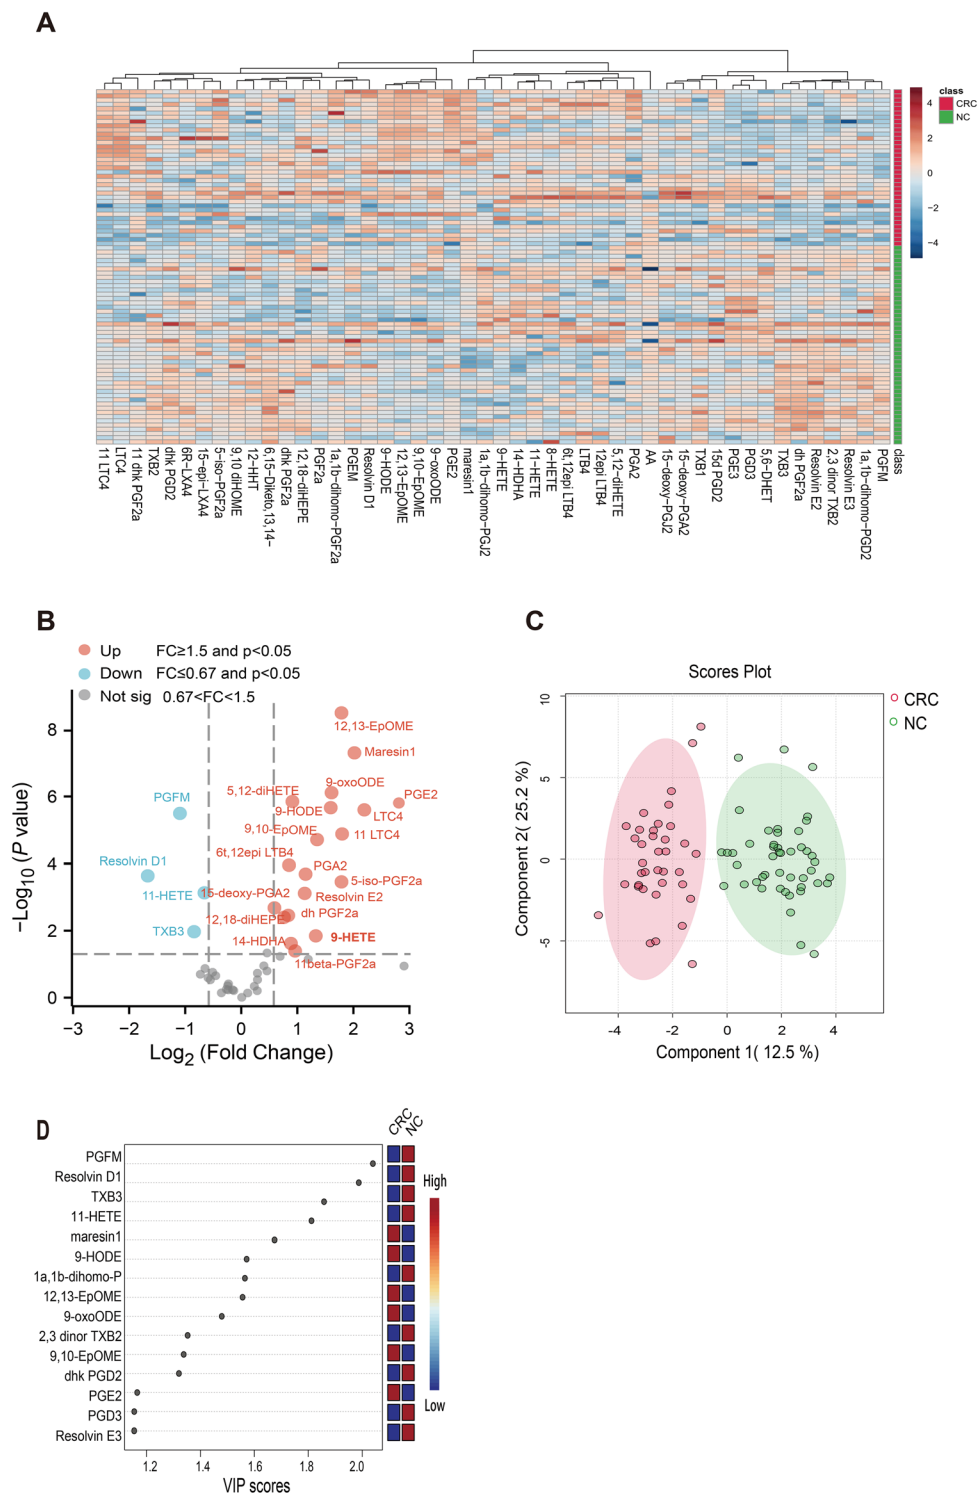 A
class
CRC
NC
4
2
0
−2
−4
11 LTC4
LTC4
11 dhk PGF2a
TXB2
dhk PGD2
6R−LXA4
15−epi−LXA4
5−iso−PGF2a
9,10 diHOME
12−HHT
6,15−Diketo,13,14−
dhk PGF2a
12,18−diHEPE
PGF2a
1a,1b−dihomo−PGF2a
PGEM
Resolvin D1
9−HODE
12,13−EpOME
9,10−EpOME
9−oxoODE
PGE2
maresin1
1a,1b−dihomo−PGJ2
9−HETE
14−HDHA
11−HETE
8−HETE
6t,12epi LTB4
LTB4
12epi LTB4
5,12−diHETE
PGA2
AA
15−deoxy−PGJ2
15−deoxy−PGA2
TXB1
15d PGD2
PGE3
PGD3
5,6−DHET
TXB3
dh PGF2a
Resolvin E2
2,3 dinor TXB2
Resolvin E3
1a,1b−dihomo−PGD2
PGFM
class
B
Up FC≥1.5 and p<0.05
Down FC≤0.67 and p<0.05
Not sig 0.67<FC<1.5
8
6
4
2
0
−Log10 (P value)
12,13-EpOME
Maresin1
9-oxoODE
5,12-diHETE
PGE2
9-HODE
LTC4
PGFM
9,10-EpOME
11 LTC4
6t,12epi LTB4
Resolvin D1
PGA2
5-iso-PGF2a
11-HETE
15-deoxy-PGA2
Resolvin E2
12,18-diHEPE
dh PGF2a
TXB3
14-HDHA
9-HETE
11beta-PGF2a
−3 −2 −1 0 1 2 3
Log2 (Fold Change)
C
Scores Plot
CRC
NC
10
5
0
-5
Component 2( 25.2 %)
-4 -2 0 2 4
Component 1( 12.5 %)
D
CRC
NC
PGFM
Resolvin D1
TXB3
11-HETE
maresin1
9-HODE
1a,1b-dihomo-P
12,13-EpOME
9-oxoODE
2,3 dinor TXB2
9,10-EpOME
dhk PGD2
PGE2
PGD3
Resolvin E3
High
Low
1.2 1.4 1.6 1.8 2.0
VIP scores